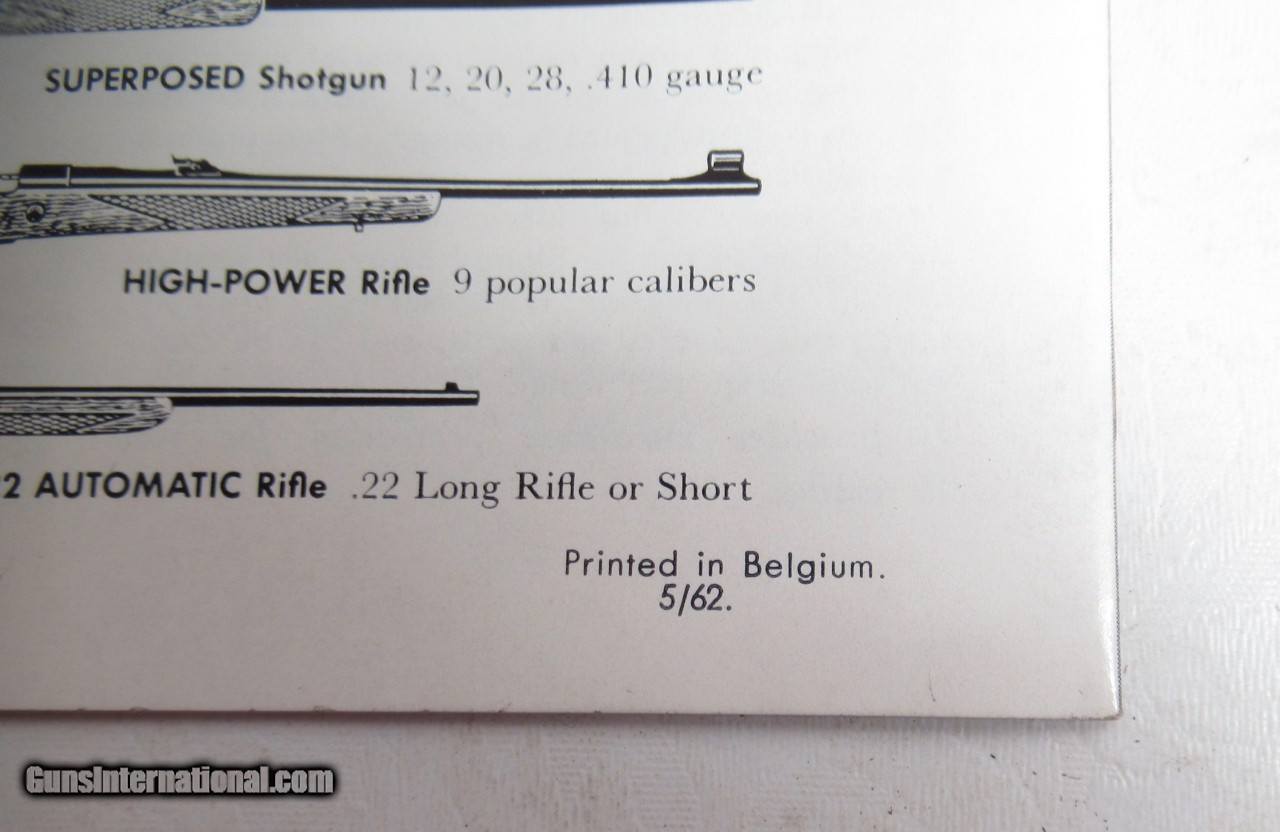 SUPERPOSED Shotgun 12, 20, 28, .410 gauge
HIGH-POWER Rifle 9 popular calibers
2 AUTOMATIC Rifle .22 Long Rifle or Short
Printed in Belgium.
5/62.
GunsInternational.com